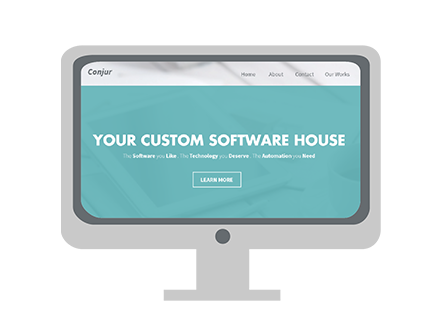 Conjur
Home About Contact Our Works
YOUR CUSTOM SOFTWARE HOUSE
The Software you Like . The Technology you Deserve . The Automation you Need
LEARN MORE